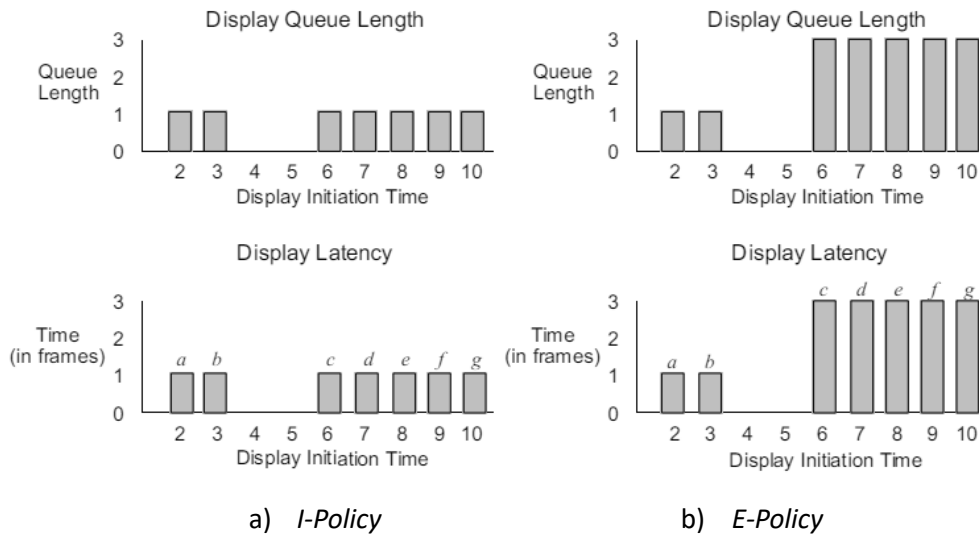 Display Queue Length
3
Queue
2
Length
1
0
2 3 4 5 6 7 8 9 10
Display Initiation Time
Display Latency
3
Time
2
(in frames)
a b c d e f g
1
0
2 3 4 5 6 7 8 9 10
Display Initiation Time
a) I-Policy
Display Queue Length
3
Queue
2
Length
1
0
2 3 4 5 6 7 8 9 10
Display Initiation Time
Display Latency
c d e f g
3
Time
2
(in frames)
a b
1
0
2 3 4 5 6 7 8 9 10
Display Initiation Time
b) E-Policy